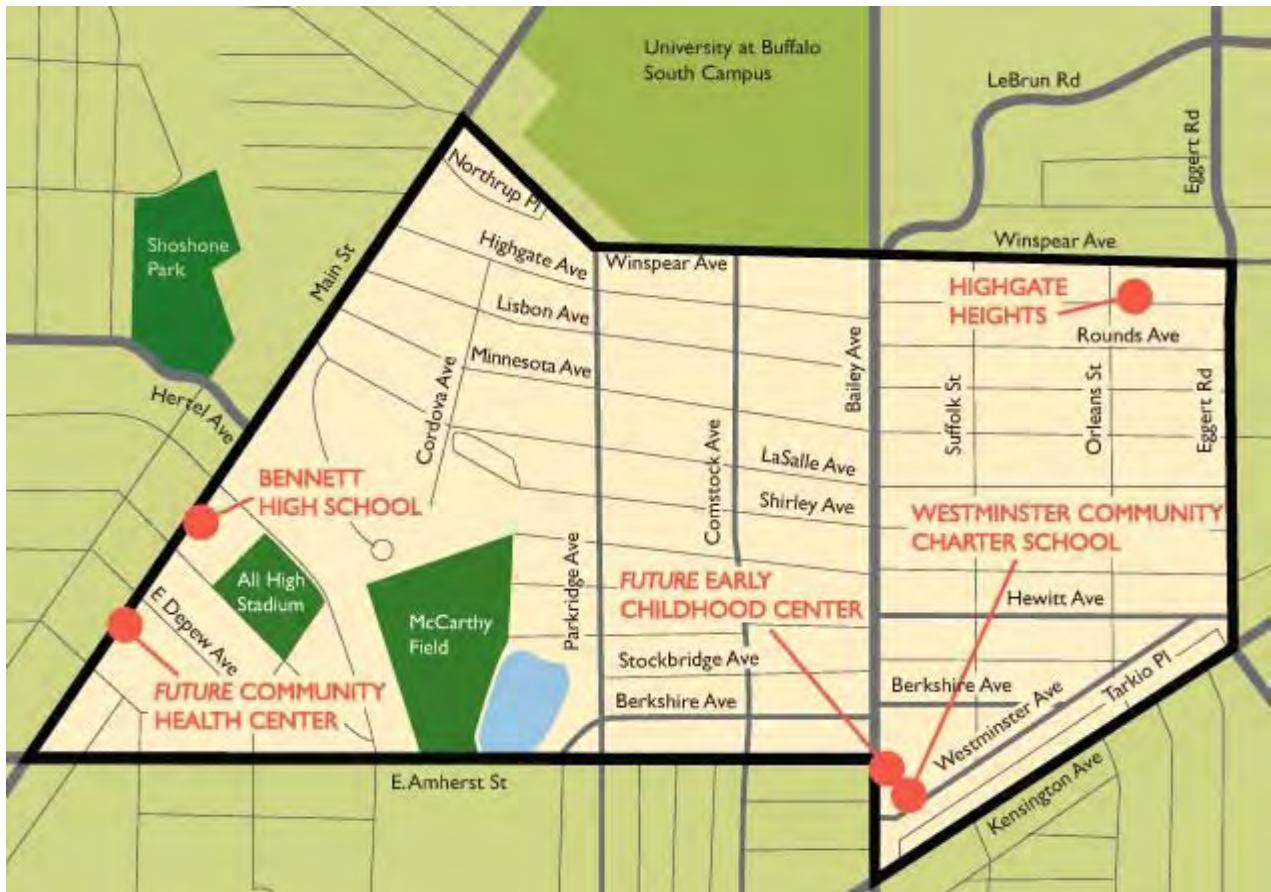 University at Buffalo
South Campus
LeBrun Rd
Eggert Rd
Northrup Pl
Shoshone
Park
Main St
Highgate Ave
Winspear Ave
Winspear Ave
HIGHGATE
HEIGHTS
Lisbon Ave
Rounds Ave
Minnesota Ave
Cordova Ave
Bailey Ave
Suffolk St
Orleans St
Eggert Rd
Hertel Ave
LaSalle Ave
Comstock Ave
Shirley Ave
BENNETT
HIGH SCHOOL
WESTMINSTER COMMUNITY
CHARTER SCHOOL
All High
Stadium
Parkridge Ave
FUTURE EARLY
CHILDHOOD CENTER
Hewitt Ave
E Depew Ave
McCarthy
Field
Stockbridge Ave
Berkshire Ave
Berkshire Ave
Westminster Ave
Tarkio Pl
FUTURE COMMUNITY
HEALTH CENTER
E. Amherst St
Kensington Ave